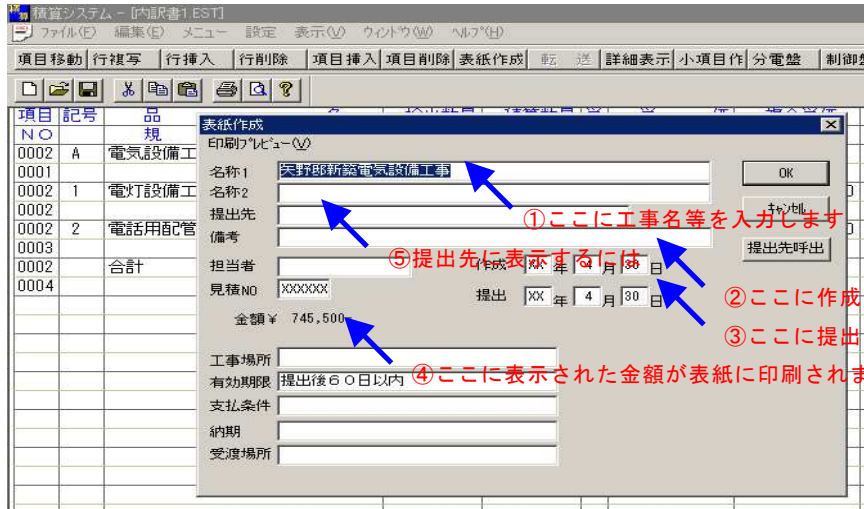 積算システム - [内訳書1.EST]
ファイル(F) 編集(E) メニュー 設定 表示(V) ウィンドウ(W) ヘルプ(H)
項目移動 行複写 行挿入 行削除 項目挿入 項目削除 表紙作成 転 送 詳細表示 小項目作 分電盤 制御
項目 記号 品
NO 規
0002 A 電気設備工
0001
0002 1 電灯設備工
0002
0002 2 電話用配管
0003
0002 合計
0004
表紙作成
印刷プレビュー(V)
名称1 矢野邸新築電気設備工事
名称2
提出先
備考
担当者
作成 XX 年 4 月 30 日
見積NO XXXXXX
提出 XX 年 4 月 30 日
金額¥ 745,500-
工事場所
有効期限 提出後60日以内
支払条件
納期
受渡場所
OK
キャンセル
提出先呼出
①ここに工事名等を入力します
⑤提出先に表示するには
②ここに作成
③ここに提出
④ここに表示された金額が表紙に印刷されま